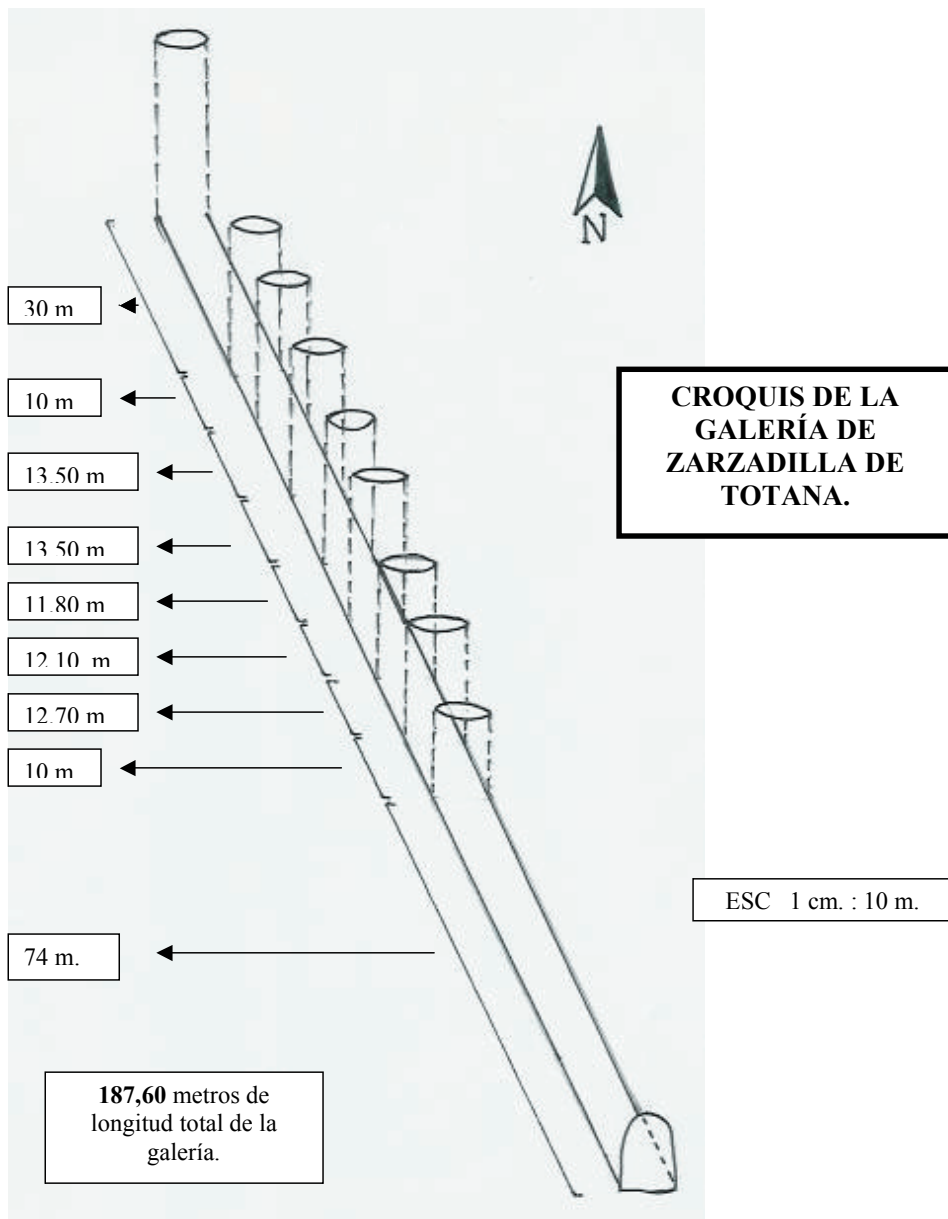 N
30 m
10 m
13.50 m
13.50 m
11.80 m
12.10 m
12.70 m
10 m
74 m.
CROQUIS DE LA
GALERÍA DE
ZARZADILLA DE
TOTANA.
ESC 1 cm. : 10 m.
187,60 metros de
longitud total de la
galería.